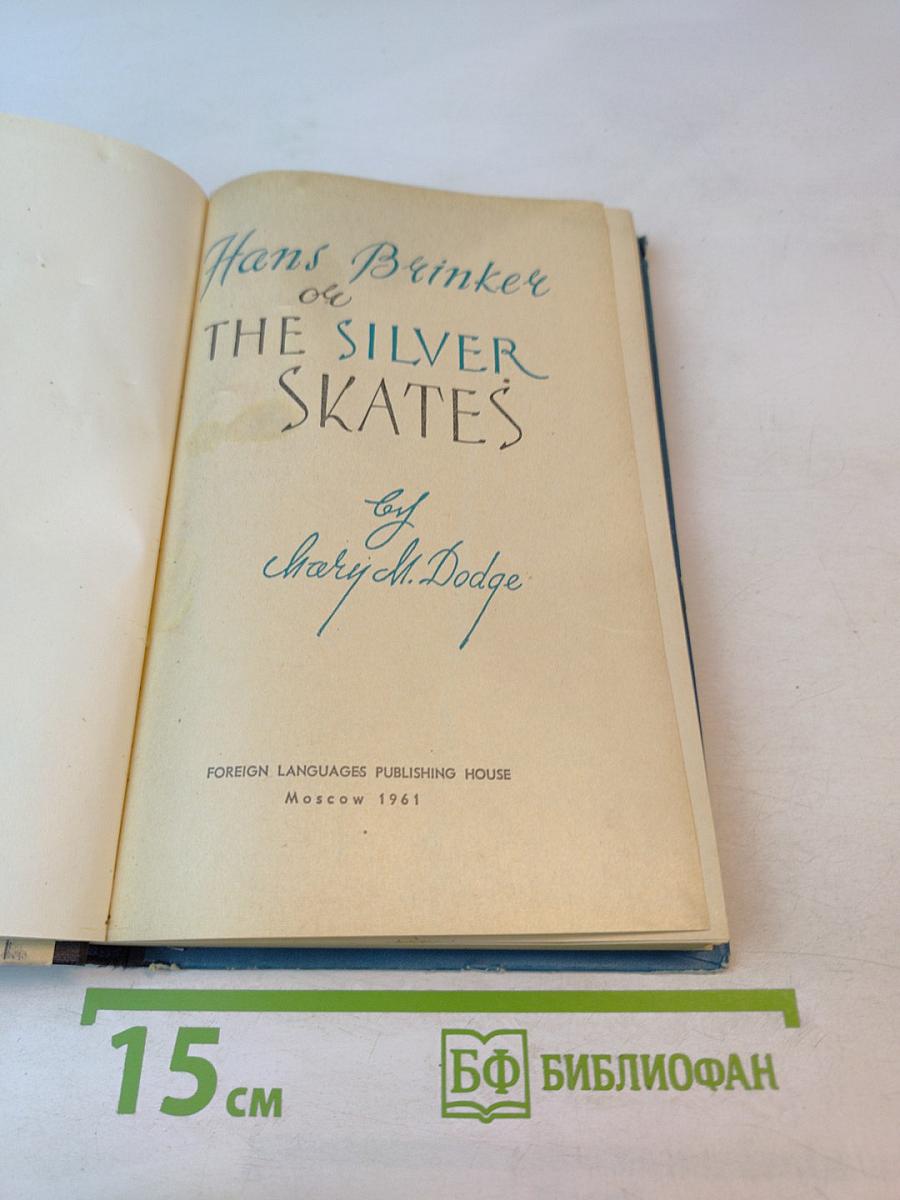 Hans Brinker
or
THE SILVER
SKATES
by
Mary M. Dodge
FOREIGN LANGUAGES PUBLISHING HOUSE
Moscow 1961
15 см
БФ БИБЛИОФАН